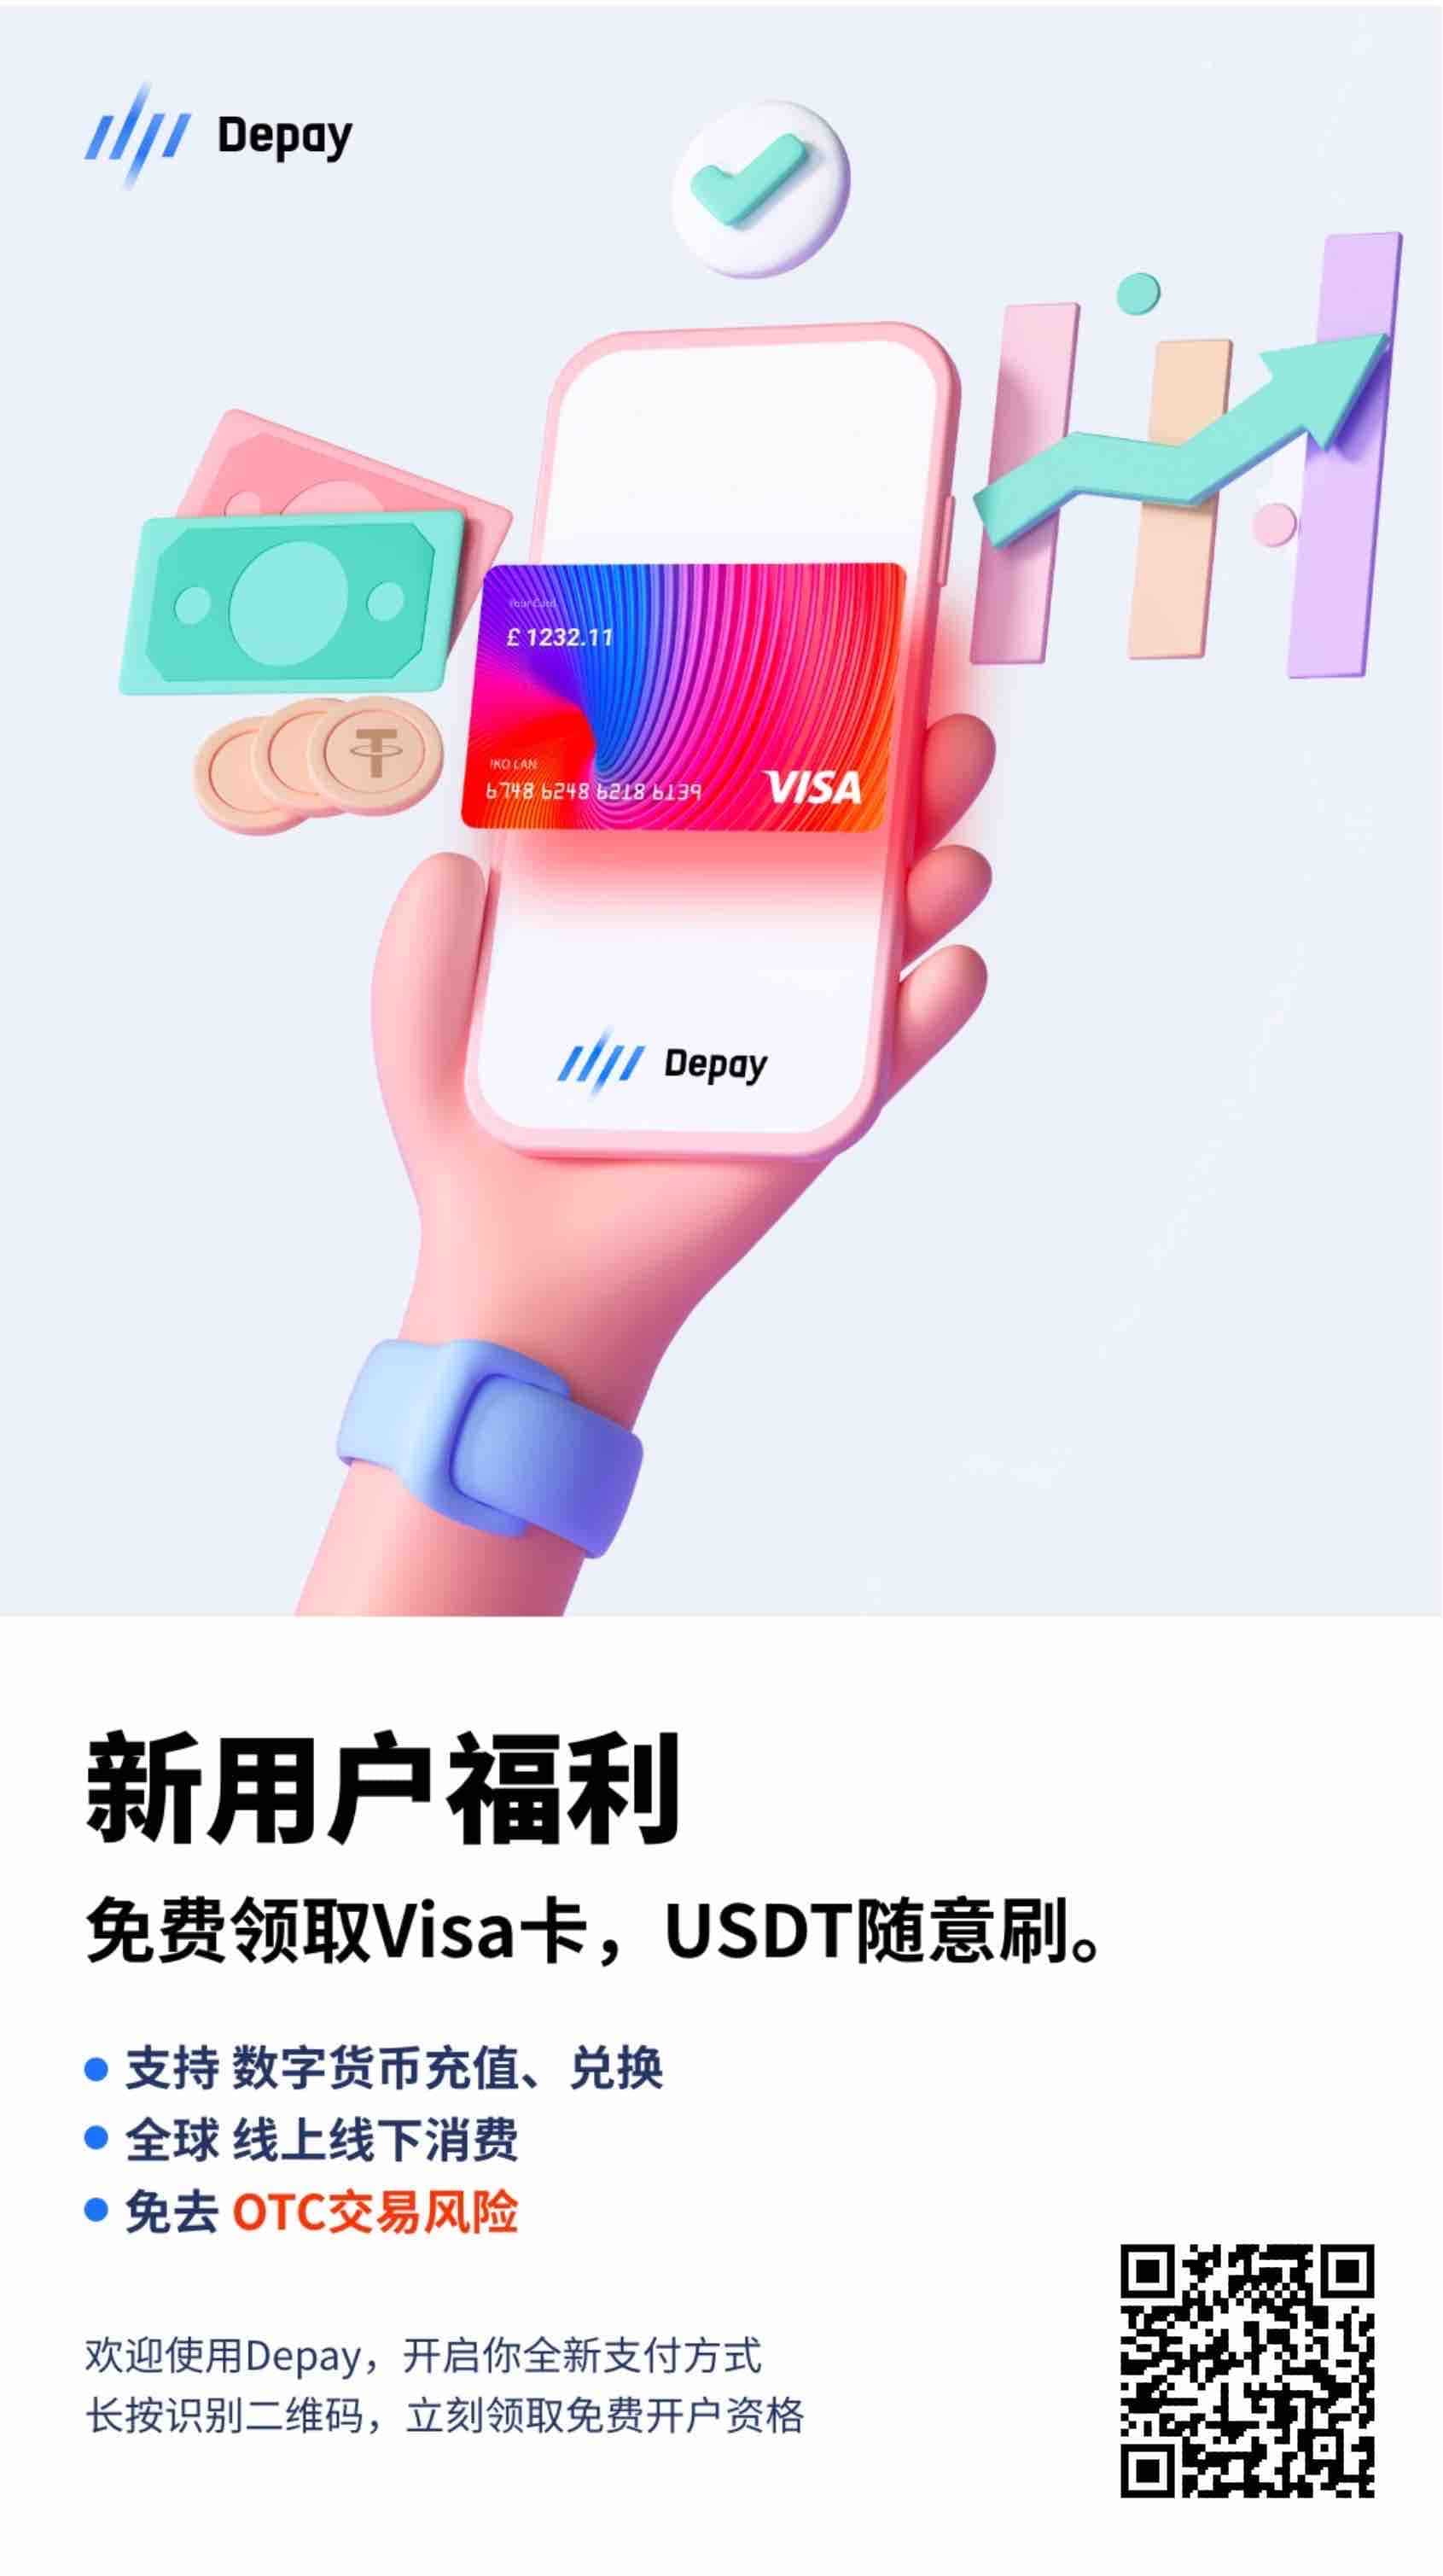 Depay
Your Card
£ 1232.11
6748 6248 6218 6139
VISA
Depay
新用户福利
免费领取Visa卡，USDT随意刷。
支持 数字货币充值、兑换
全球 线上线下消费
免去 OTC交易风险
欢迎使用Depay，开启你全新支付方式
长按识别二维码，立刻领取免费开户资格